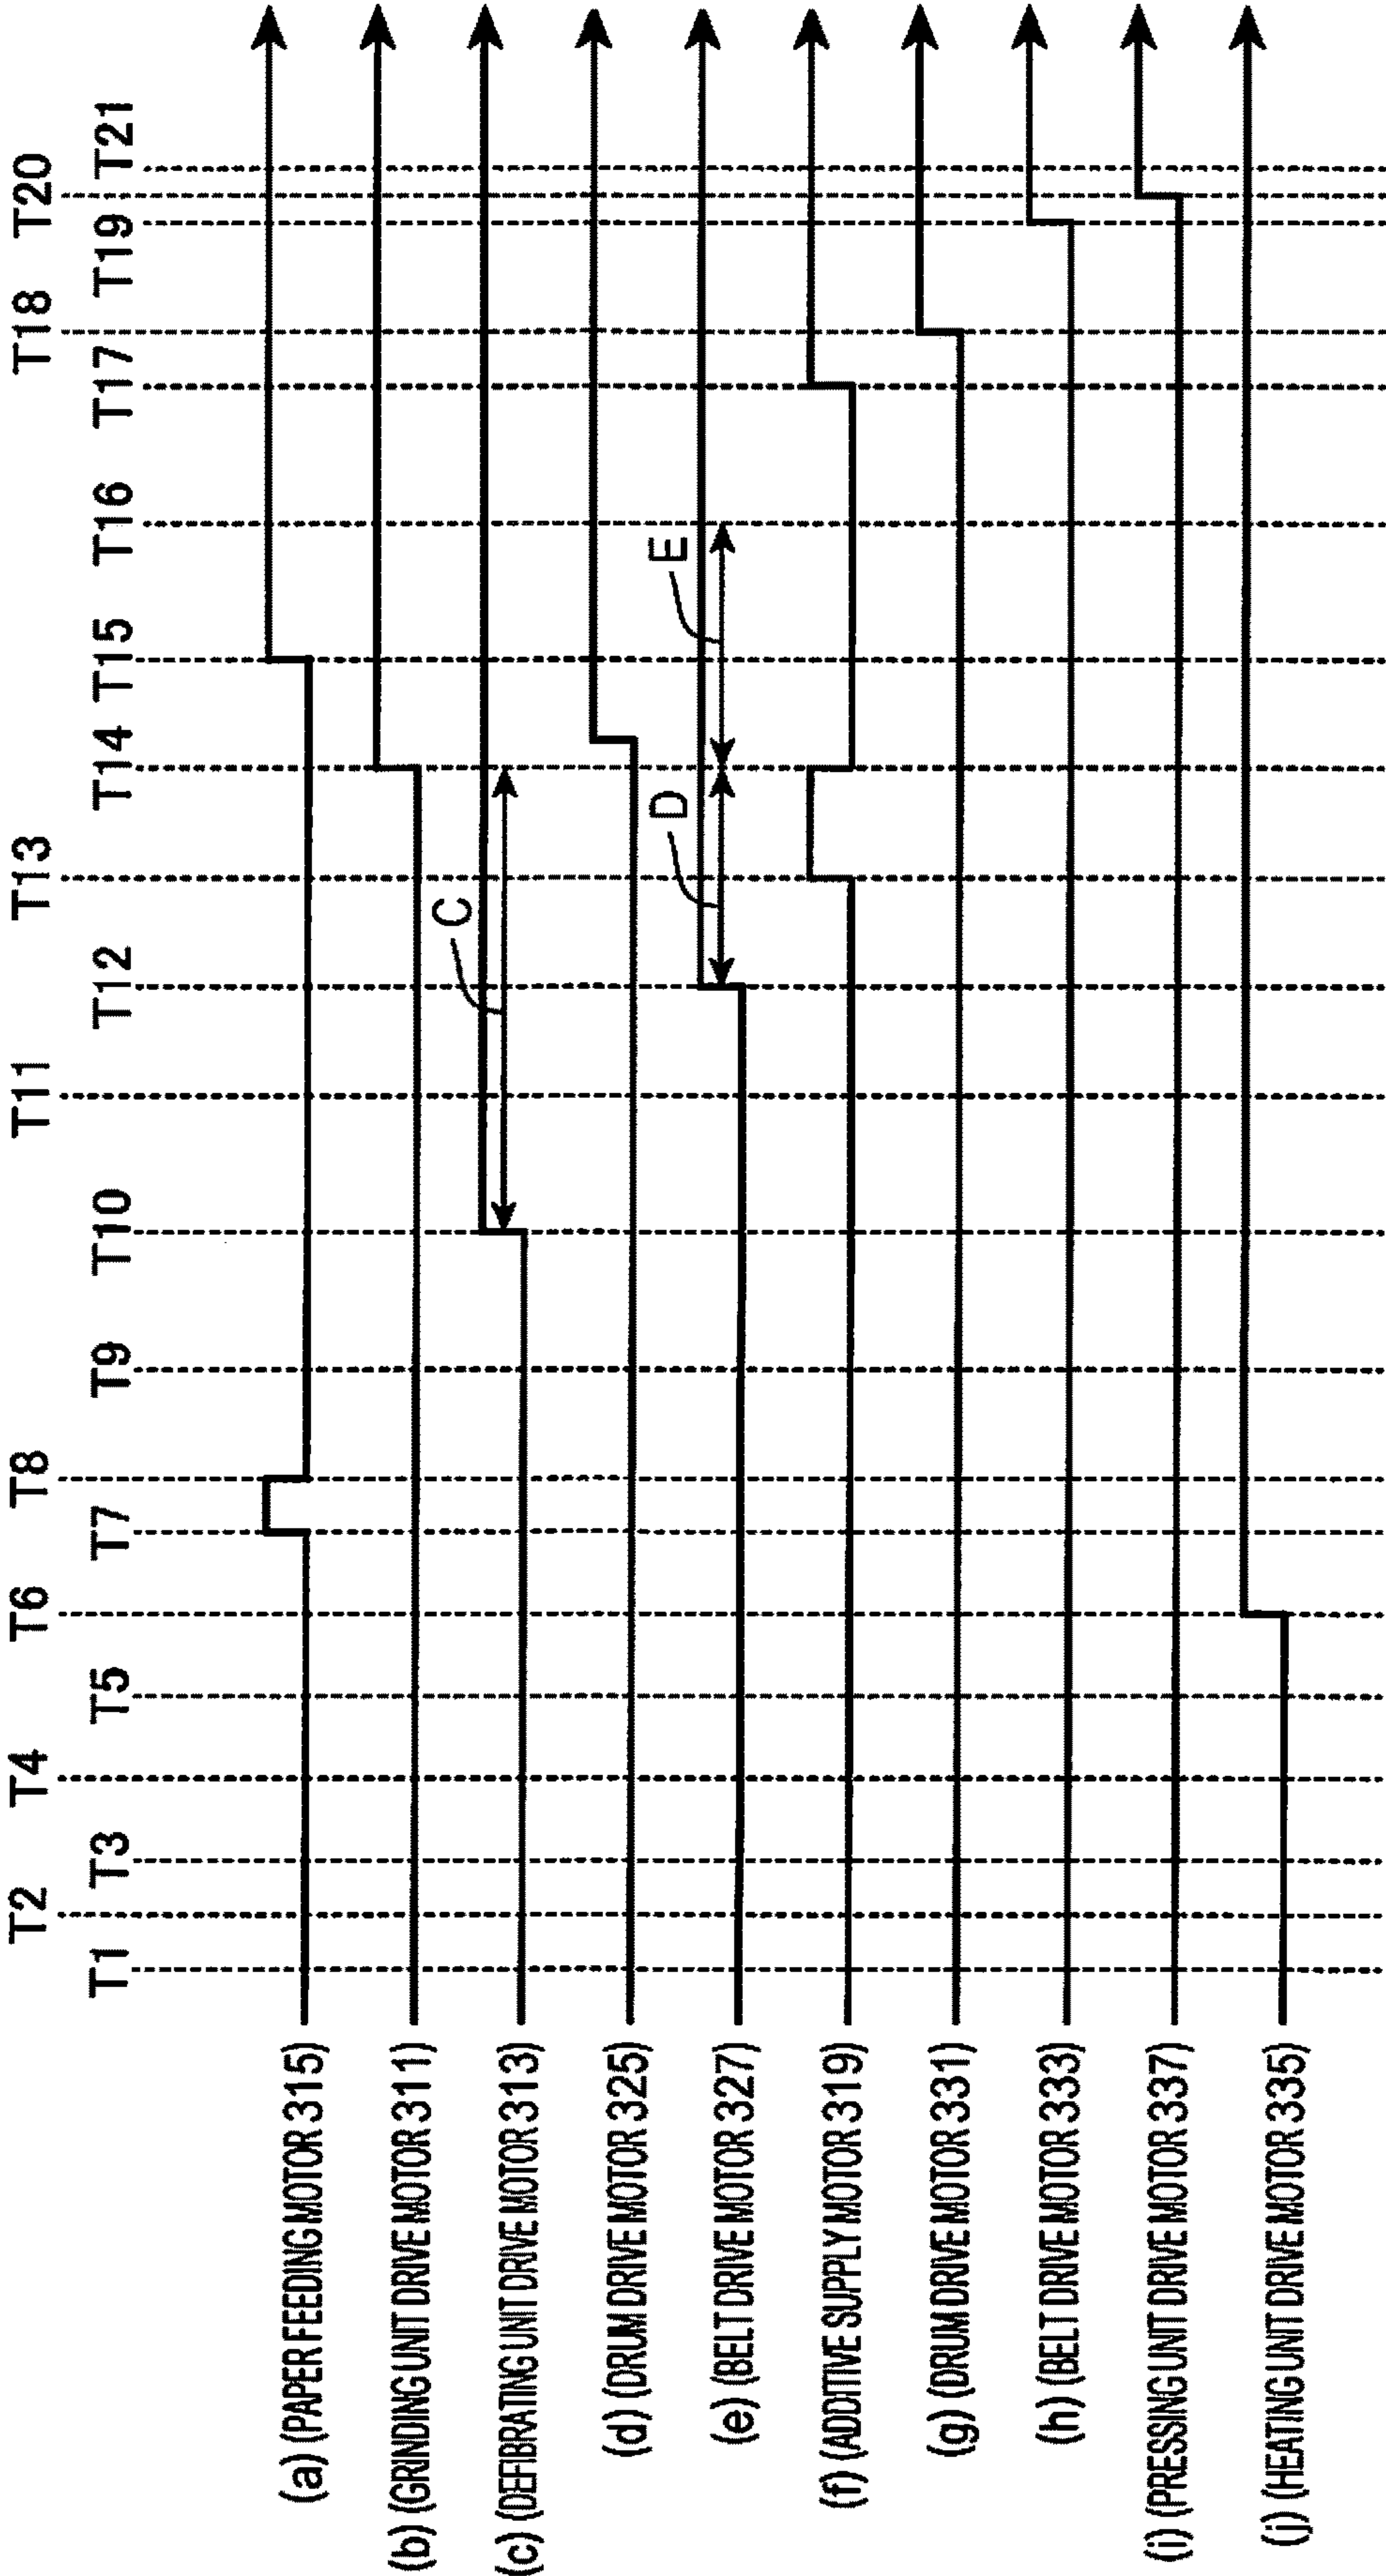 T2 T4 T6 T8 T11 T13 T18 T20
T1 T3 T5 T7 T9 T10 T12 T14 T15 T16 T17 T19 T21
(a) (PAPER FEEDING MOTOR 315)
(b) (GRINDING UNIT DRIVE MOTOR 311)
C
(c) (DEFIBRATING UNIT DRIVE MOTOR 313)
(d) (DRUM DRIVE MOTOR 325)
D E
(e) (BELT DRIVE MOTOR 327)
(f) (ADDITIVE SUPPLY MOTOR 319)
(g) (DRUM DRIVE MOTOR 331)
(h) (BELT DRIVE MOTOR 333)
(i) (PRESSING UNIT DRIVE MOTOR 337)
(j) (HEATING UNIT DRIVE MOTOR 335)